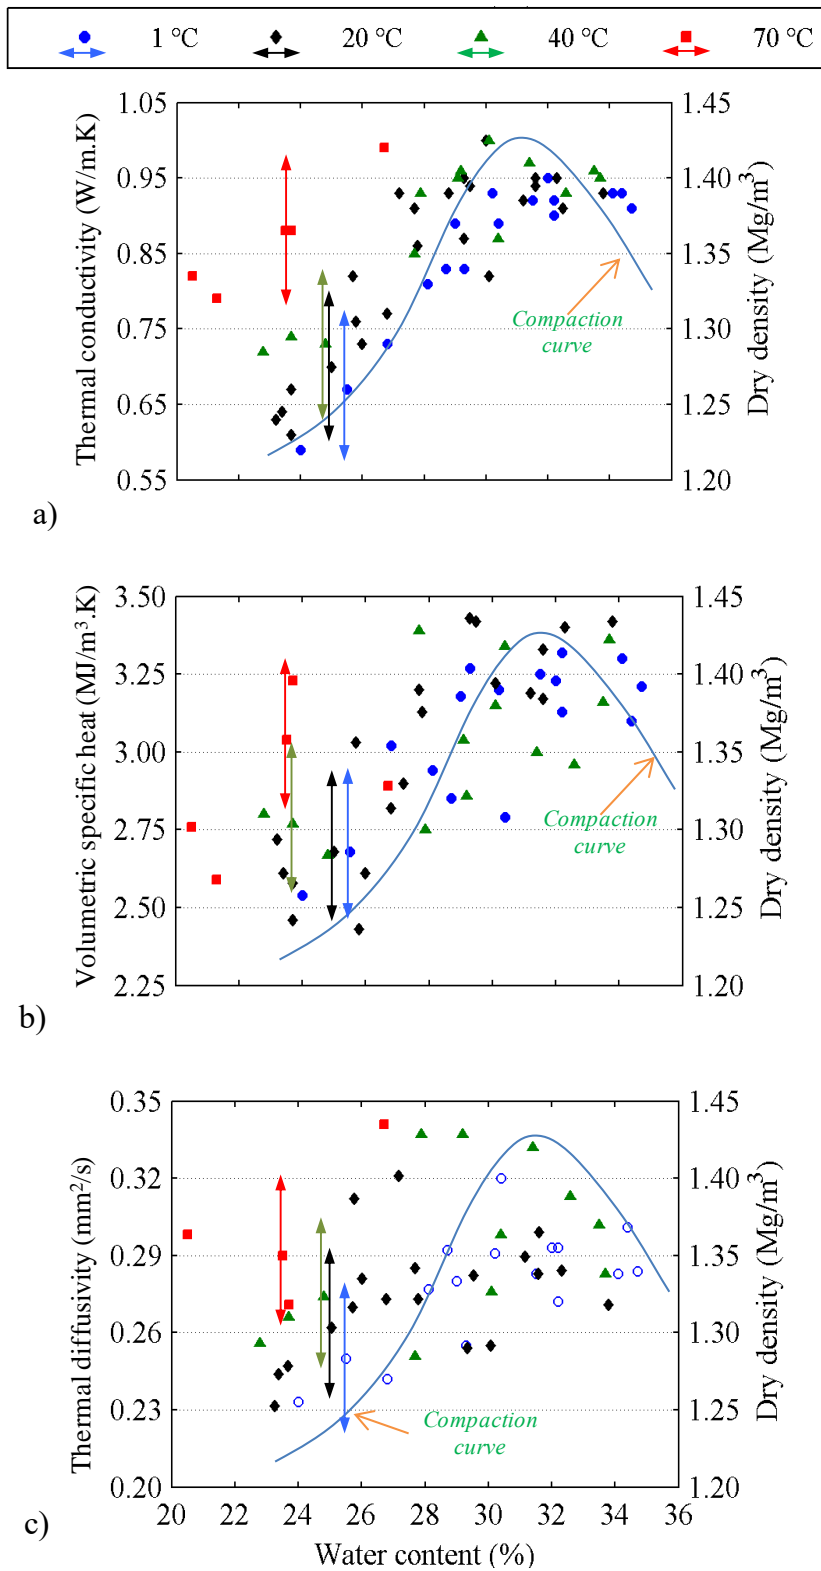 1 °C 20 °C 40 °C 70 °C
1.05 1.45
0.95 1.40
0.85 1.35
0.75 1.30
0.65 1.25
0.55 1.20
Thermal conductivity (W/m.K)
Dry density (Mg/m³)
Compaction
curve
a)
3.50 1.45
3.25 1.40
3.00 1.35
2.75 1.30
2.50 1.25
2.25 1.20
Volumetric specific heat (MJ/m³.K)
Dry density (Mg/m³)
Compaction
curve
b)
0.35 1.45
0.32 1.40
0.29 1.35
0.26 1.30
0.23 1.25
0.20 1.20
Thermal diffusivity (mm²/s)
Dry density (Mg/m³)
Compaction
curve
c)
20 22 24 26 28 30 32 34 36
Water content (%)